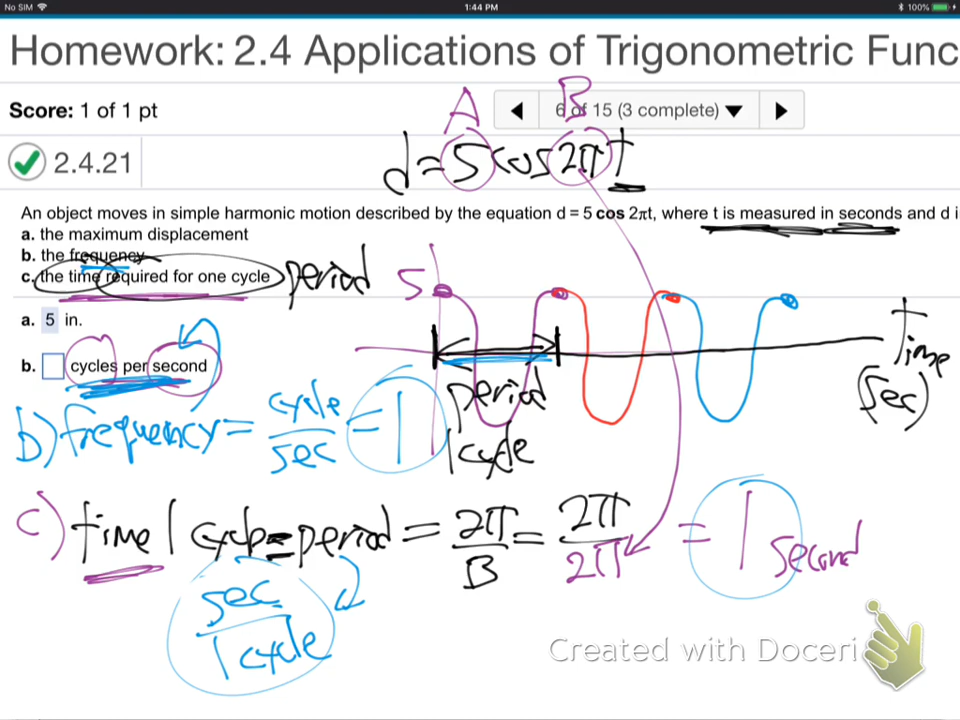 No SIM 1:44 PM 100%
Homework: 2.4 Applications of Trigonometric Func
Score: 1 of 1 pt
6 of 15 (3 complete)
A B
2.4.21
d = 5 cos 2π t
An object moves in simple harmonic motion described by the equation d = 5 cos 2πt, where t is measured in seconds and d i
a. the maximum displacement
b. the frequency
c. the time required for one cycle
period
5
a. 5 in.
b. cycles per second
Time
(sec)
period
1 cycle
b) frequency = cycle/sec = 1
c) time 1 cycle = period = 2π/B = 2π/2π = 1 second
sec/1 cycle
Created with Doceri